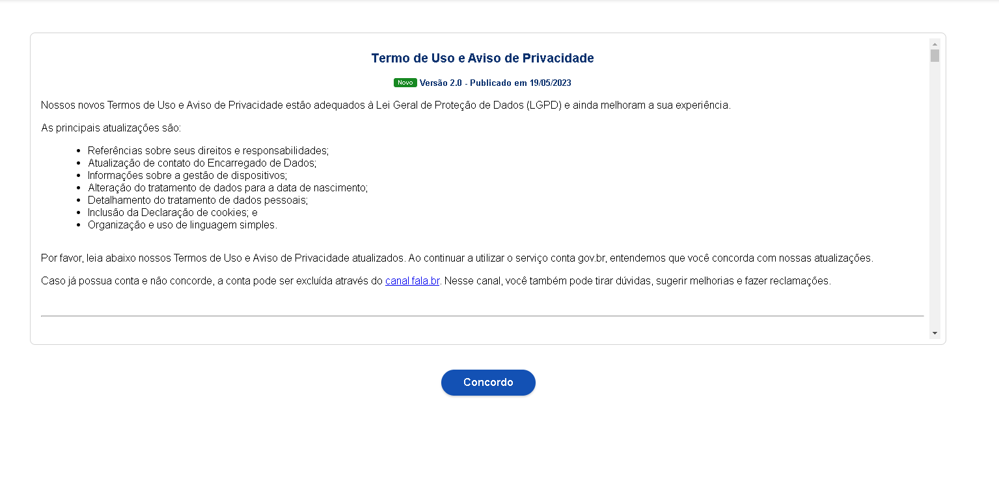 Termo de Uso e Aviso de Privacidade
Novo Versão 2.0 - Publicado em 19/05/2023
Nossos novos Termos de Uso e Aviso de Privacidade estão adequados à Lei Geral de Proteção de Dados (LGPD) e ainda melhoram a sua experiência.
As principais atualizações são:
• Referências sobre seus direitos e responsabilidades;
• Atualização de contato do Encarregado de Dados;
• Informações sobre a gestão de dispositivos;
• Alteração do tratamento de dados para a data de nascimento;
• Detalhamento do tratamento de dados pessoais;
• Inclusão da Declaração de cookies; e
• Organização e uso de linguagem simples.
Por favor, leia abaixo nossos Termos de Uso e Aviso de Privacidade atualizados. Ao continuar a utilizar o serviço conta gov.br, entendemos que você concorda com nossas atualizações.
Caso já possua conta e não concorde, a conta pode ser excluída através do canal fala.br. Nesse canal, você também pode tirar dúvidas, sugerir melhorias e fazer reclamações.
Concordo